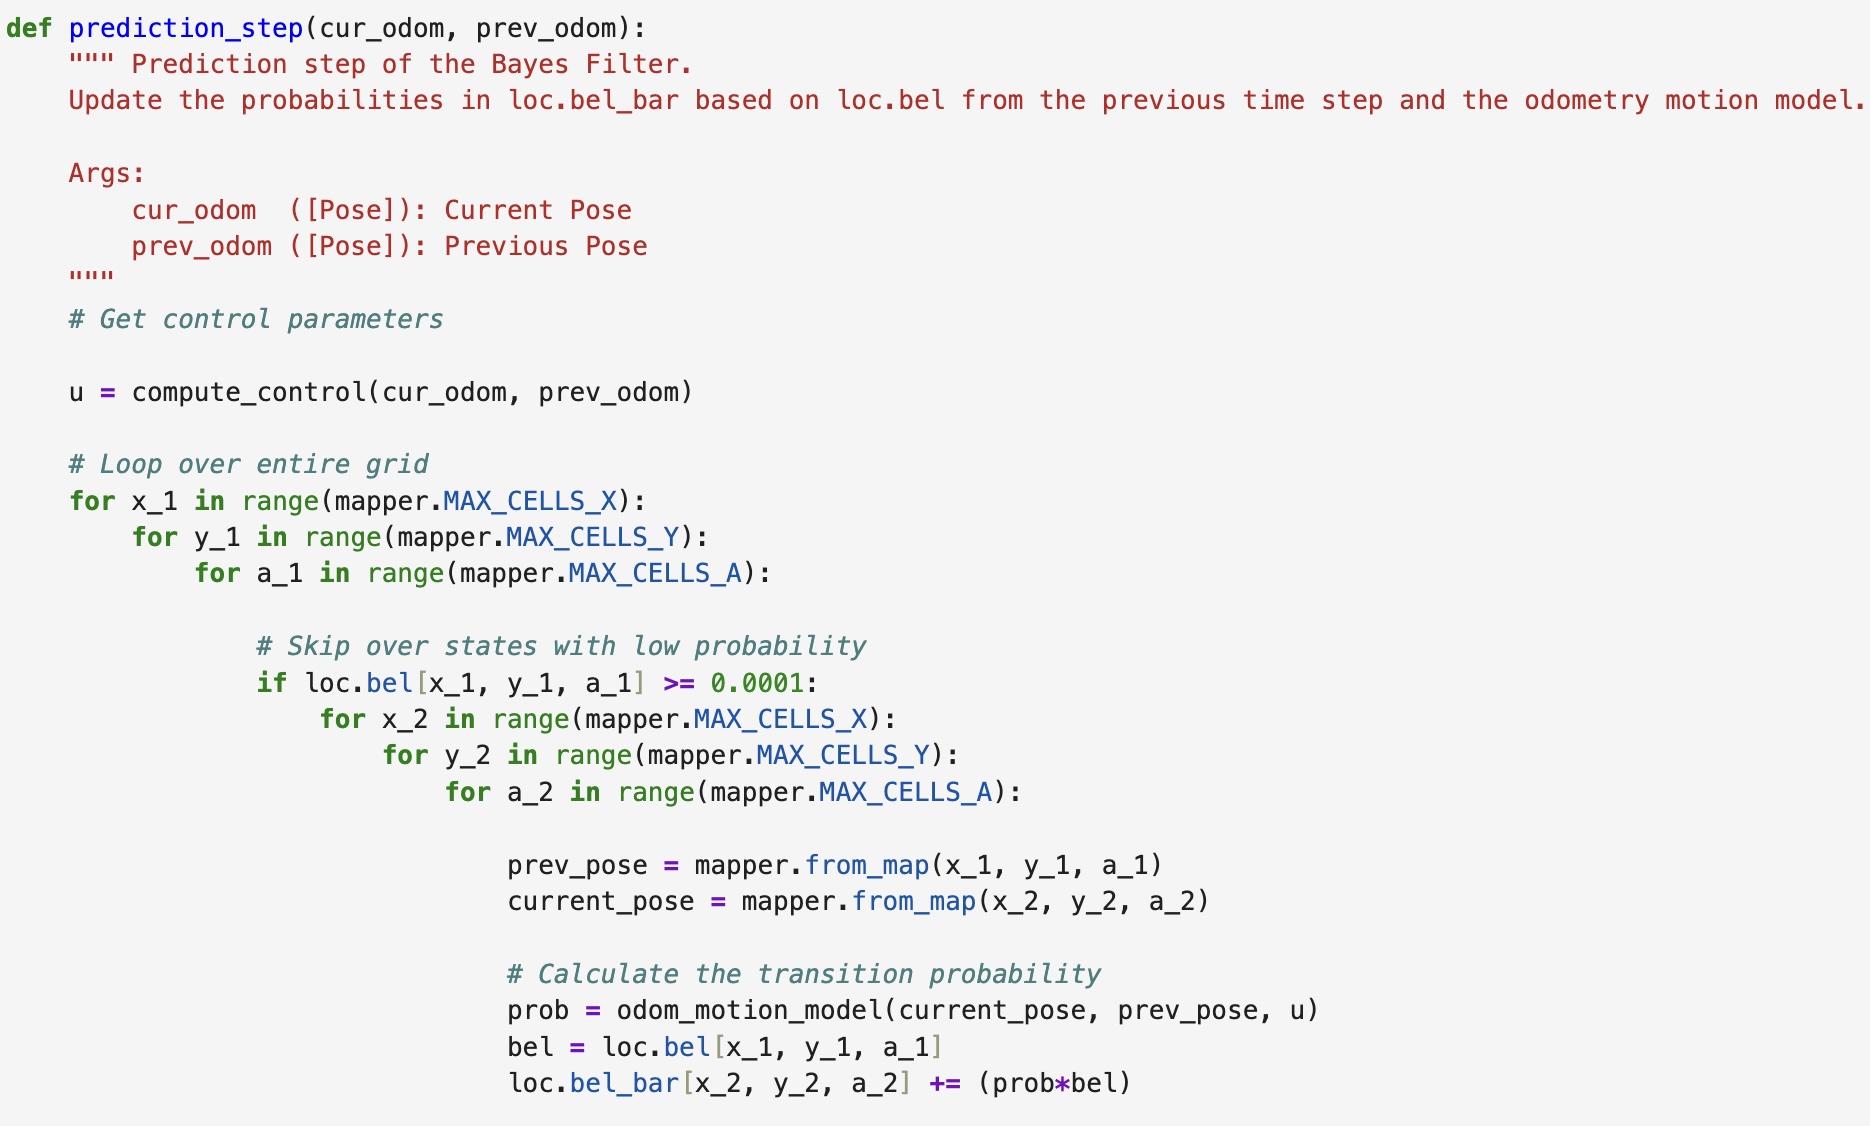 def prediction_step(cur_odom, prev_odom):
    """ Prediction step of the Bayes Filter.
    Update the probabilities in loc.bel_bar based on loc.bel from the previous time step and the odometry motion model.

    Args:
        cur_odom  ([Pose]): Current Pose
        prev_odom ([Pose]): Previous Pose
    """
    # Get control parameters

    u = compute_control(cur_odom, prev_odom)

    # Loop over entire grid
    for x_1 in range(mapper.MAX_CELLS_X):
        for y_1 in range(mapper.MAX_CELLS_Y):
            for a_1 in range(mapper.MAX_CELLS_A):

                # Skip over states with low probability
                if loc.bel[x_1, y_1, a_1] >= 0.0001:
                    for x_2 in range(mapper.MAX_CELLS_X):
                        for y_2 in range(mapper.MAX_CELLS_Y):
                            for a_2 in range(mapper.MAX_CELLS_A):

                                prev_pose = mapper.from_map(x_1, y_1, a_1)
                                current_pose = mapper.from_map(x_2, y_2, a_2)

                                # Calculate the transition probability
                                prob = odom_motion_model(current_pose, prev_pose, u)
                                bel = loc.bel[x_1, y_1, a_1]
                                loc.bel_bar[x_2, y_2, a_2] += (prob*bel)